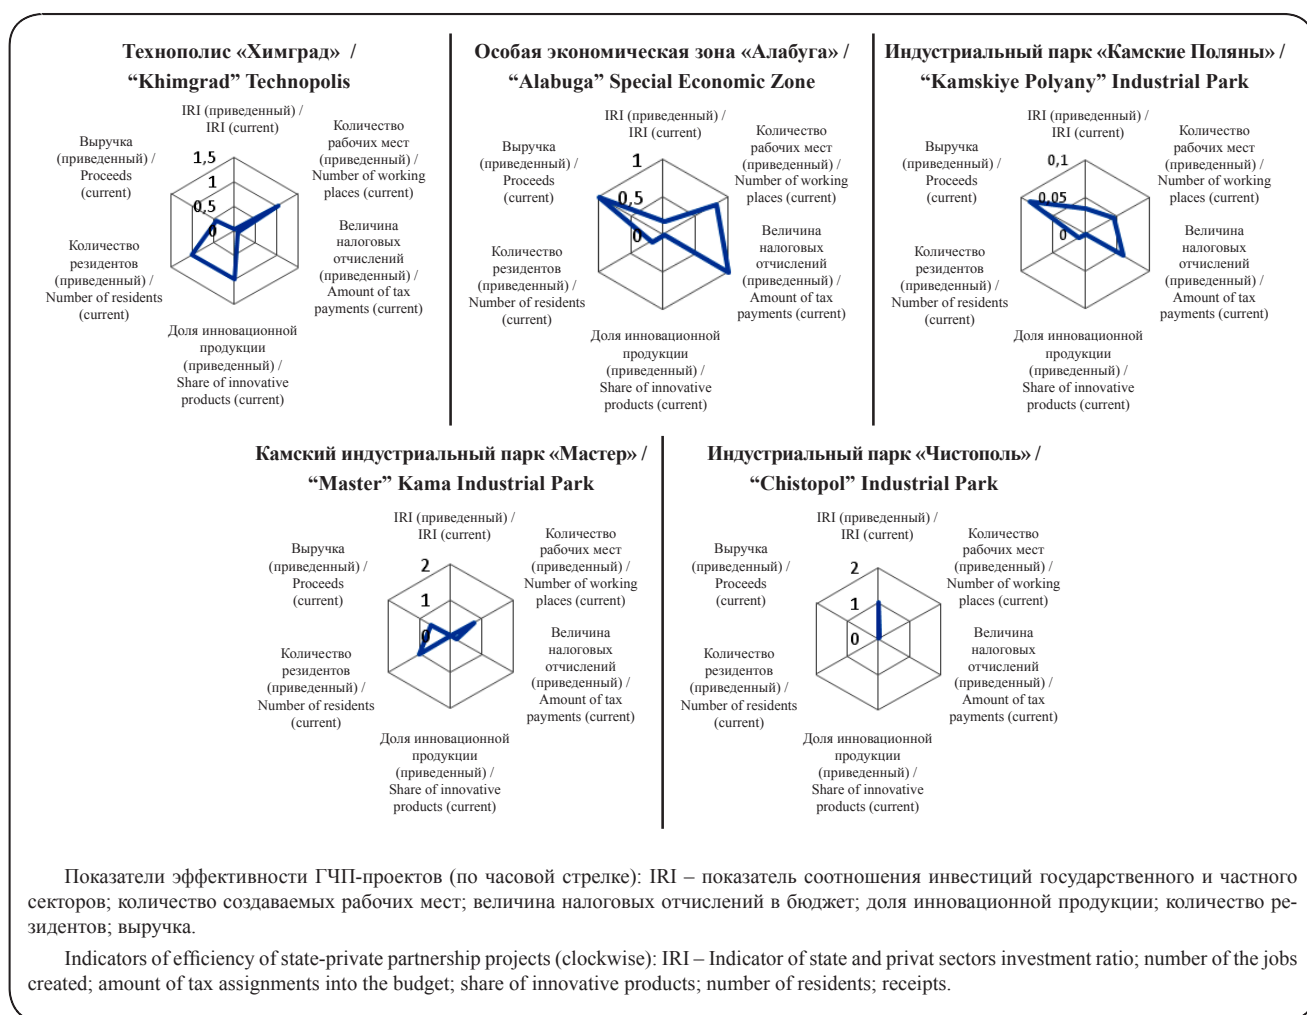 Технополис «Химград» /
“Khimgrad” Technopolis
IRI (приведенный) /
IRI (current)
Количество
рабочих мест
(приведенный) /
Number of working
places (current)
Величина
налоговых
отчислений
(приведенный) /
Amount of tax
payments (current)
Доля инновационной
продукции
(приведенный) /
Share of innovative
products (current)
Количество
резидентов
(приведенный) /
Number of residents
(current)
Выручка
(приведенный) /
Proceeds
(current)
1,5
1
0,5
0
Особая экономическая зона «Алабуга» /
“Alabuga” Special Economic Zone
IRI (приведенный) /
IRI (current)
Количество
рабочих мест
(приведенный) /
Number of working
places (current)
Величина
налоговых
отчислений
(приведенный) /
Amount of tax
payments (current)
Доля инновационной
продукции
(приведенный) /
Share of innovative
products (current)
Количество
резидентов
(приведенный) /
Number of residents
(current)
Выручка
(приведенный) /
Proceeds
(current)
1
0,5
0
Индустриальный парк «Камские Поляны» /
“Kamskiye Polyany” Industrial Park
IRI (приведенный) /
IRI (current)
Количество
рабочих мест
(приведенный) /
Number of working
places (current)
Величина
налоговых
отчислений
(приведенный) /
Amount of tax
payments (current)
Доля инновационной
продукции
(приведенный) /
Share of innovative
products (current)
Количество
резидентов
(приведенный) /
Number of residents
(current)
Выручка
(приведенный) /
Proceeds
(current)
0,1
0,05
0
Камский индустриальный парк «Мастер» /
“Master” Kama Industrial Park
IRI (приведенный) /
IRI (current)
Количество
рабочих мест
(приведенный) /
Number of working
places (current)
Величина
налоговых
отчислений
(приведенный) /
Amount of tax
payments (current)
Доля инновационной
продукции
(приведенный) /
Share of innovative
products (current)
Количество
резидентов
(приведенный) /
Number of residents
(current)
Выручка
(приведенный) /
Proceeds
(current)
2
1
0
Индустриальный парк «Чистополь» /
“Chistopol” Industrial Park
IRI (приведенный) /
IRI (current)
Количество
рабочих мест
(приведенный) /
Number of working
places (current)
Величина
налоговых
отчислений
(приведенный) /
Amount of tax
payments (current)
Доля инновационной
продукции
(приведенный) /
Share of innovative
products (current)
Количество
резидентов
(приведенный) /
Number of residents
(current)
Выручка
(приведенный) /
Proceeds
(current)
2
1
0
Показатели эффективности ГЧП-проектов (по часовой стрелке): IRI – показатель соотношения инвестиций государственного и частного
секторов; количество создаваемых рабочих мест; величина налоговых отчислений в бюджет; доля инновационной продукции; количество ре-
зидентов; выручка.
Indicators of efficiency of state-private partnership projects (clockwise): IRI – Indicator of state and privat sectors investment ratio; number of the jobs
created; amount of tax assignments into the budget; share of innovative products; number of residents; receipts.